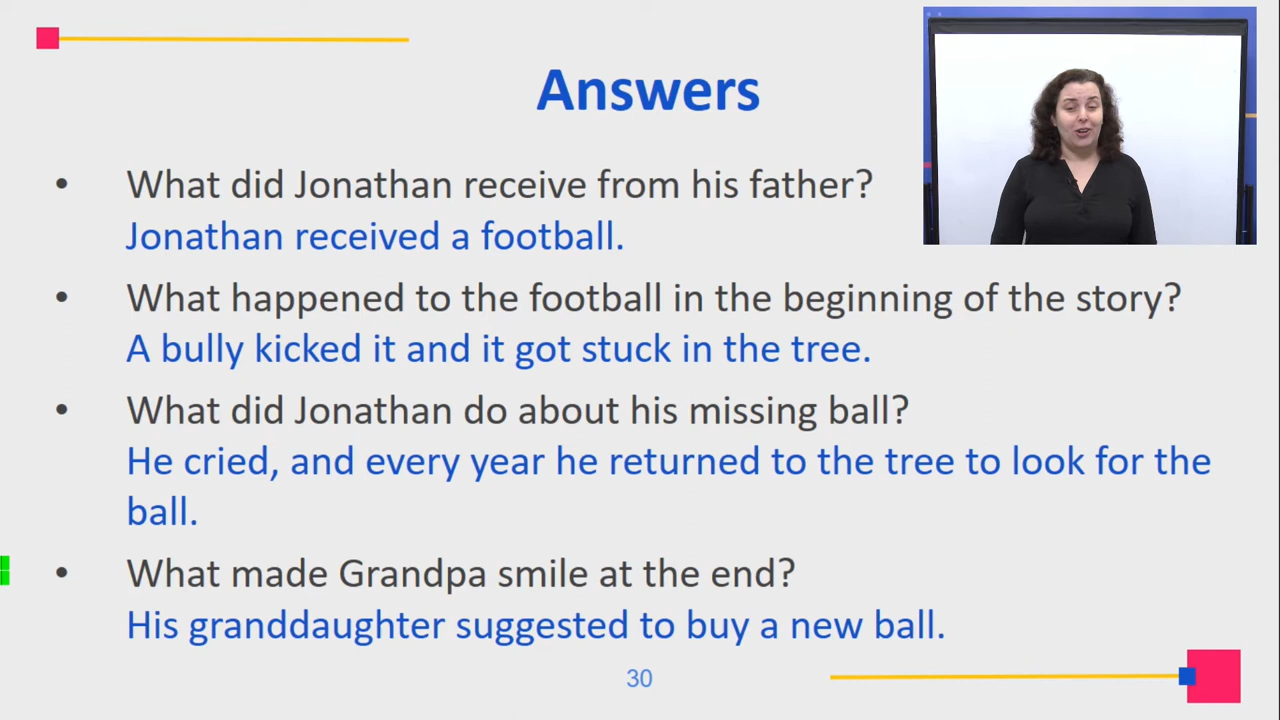 Answers
• What did Jonathan receive from his father?
Jonathan received a football.
• What happened to the football in the beginning of the story?
A bully kicked it and it got stuck in the tree.
• What did Jonathan do about his missing ball?
He cried, and every year he returned to the tree to look for the
ball.
• What made Grandpa smile at the end?
His granddaughter suggested to buy a new ball.
30